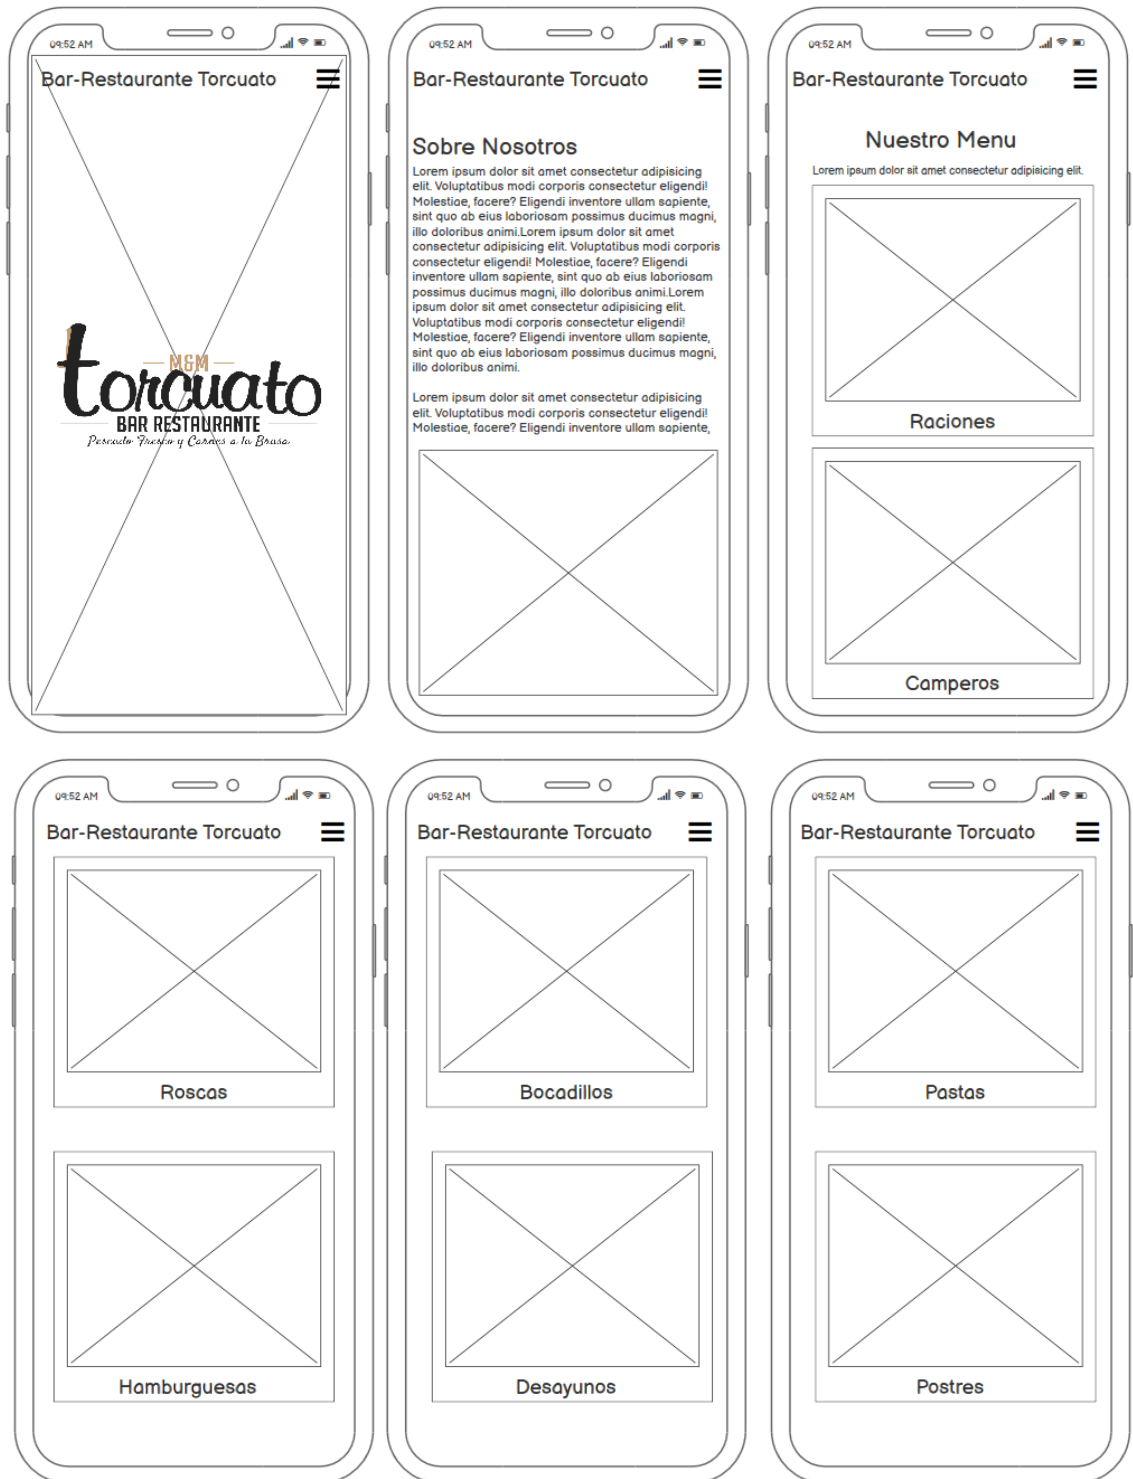 09:52 AM
Bar-Restaurante Torcuato
M&M
torcuato
BAR RESTAURANTE
Pescado Fresco y Carnes a la Brasa
09:52 AM
Bar-Restaurante Torcuato
Sobre Nosotros
Lorem ipsum dolor sit amet consectetur adipisicing
elit. Voluptatibus modi corporis consectetur eligendi!
Molestiae, facere? Eligendi inventore ullam sapiente,
sint quo ab eius laboriosam possimus ducimus magni,
illo doloribus animi.Lorem ipsum dolor sit amet
consectetur adipisicing elit. Voluptatibus modi corporis
consectetur eligendi! Molestiae, facere? Eligendi
inventore ullam sapiente, sint quo ab eius laboriosam
possimus ducimus magni, illo doloribus animi.Lorem
ipsum dolor sit amet consectetur adipisicing elit.
Voluptatibus modi corporis consectetur eligendi!
Molestiae, facere? Eligendi inventore ullam sapiente,
sint quo ab eius laboriosam possimus ducimus magni,
illo doloribus animi.
Lorem ipsum dolor sit amet consectetur adipisicing
elit. Voluptatibus modi corporis consectetur eligendi!
Molestiae, facere? Eligendi inventore ullam sapiente,
09:52 AM
Bar-Restaurante Torcuato
Nuestro Menu
Lorem ipsum dolor sit amet consectetur adipisicing elit.
Raciones
Camperos
09:52 AM
Bar-Restaurante Torcuato
Roscas
Hamburguesas
09:52 AM
Bar-Restaurante Torcuato
Bocadillos
Desayunos
09:52 AM
Bar-Restaurante Torcuato
Pastas
Postres